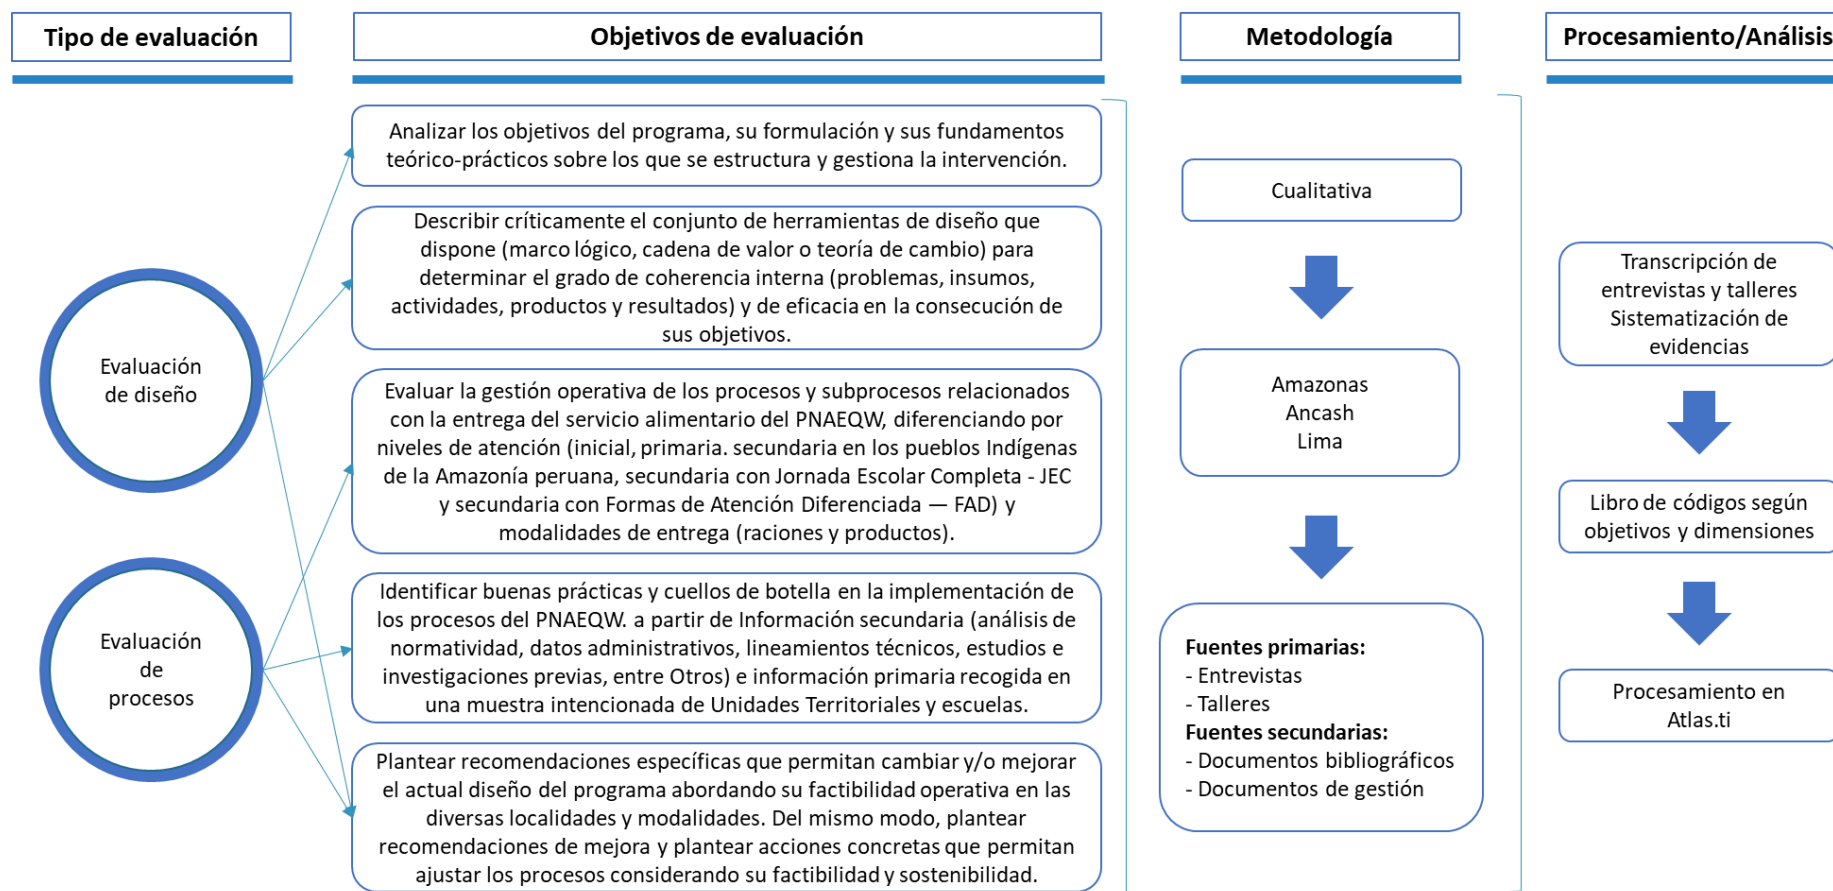 Tipo de evaluación
Objetivos de evaluación
Metodología
Procesamiento/Análisis
Evaluación
de diseño
Evaluación
de
procesos
Analizar los objetivos del programa, su formulación y sus fundamentos
teórico-prácticos sobre los que se estructura y gestiona la intervención.
Describir críticamente el conjunto de herramientas de diseño que
dispone (marco lógico, cadena de valor o teoría de cambio) para
determinar el grado de coherencia interna (problemas, insumos,
actividades, productos y resultados) y de eficacia en la consecución de
sus objetivos.
Evaluar la gestión operativa de los procesos y subprocesos relacionados
con la entrega del servicio alimentario del PNAEQW, diferenciando por
niveles de atención (inicial, primaria. secundaria en los pueblos Indígenas
de la Amazonía peruana, secundaria con Jornada Escolar Completa - JEC
y secundaria con Formas de Atención Diferenciada — FAD) y
modalidades de entrega (raciones y productos).
Identificar buenas prácticas y cuellos de botella en la implementación de
los procesos del PNAEQW. a partir de Información secundaria (análisis de
normatividad, datos administrativos, lineamientos técnicos, estudios e
investigaciones previas, entre Otros) e información primaria recogida en
una muestra intencionada de Unidades Territoriales y escuelas.
Plantear recomendaciones específicas que permitan cambiar y/o mejorar
el actual diseño del programa abordando su factibilidad operativa en las
diversas localidades y modalidades. Del mismo modo, plantear
recomendaciones de mejora y plantear acciones concretas que permitan
ajustar los procesos considerando su factibilidad y sostenibilidad.
Cualitativa
Amazonas
Ancash
Lima
Fuentes primarias:
- Entrevistas
- Talleres
Fuentes secundarias:
- Documentos bibliográficos
- Documentos de gestión
Transcripción de
entrevistas y talleres
Sistematización de
evidencias
Libro de códigos según
objetivos y dimensiones
Procesamiento en
Atlas.ti